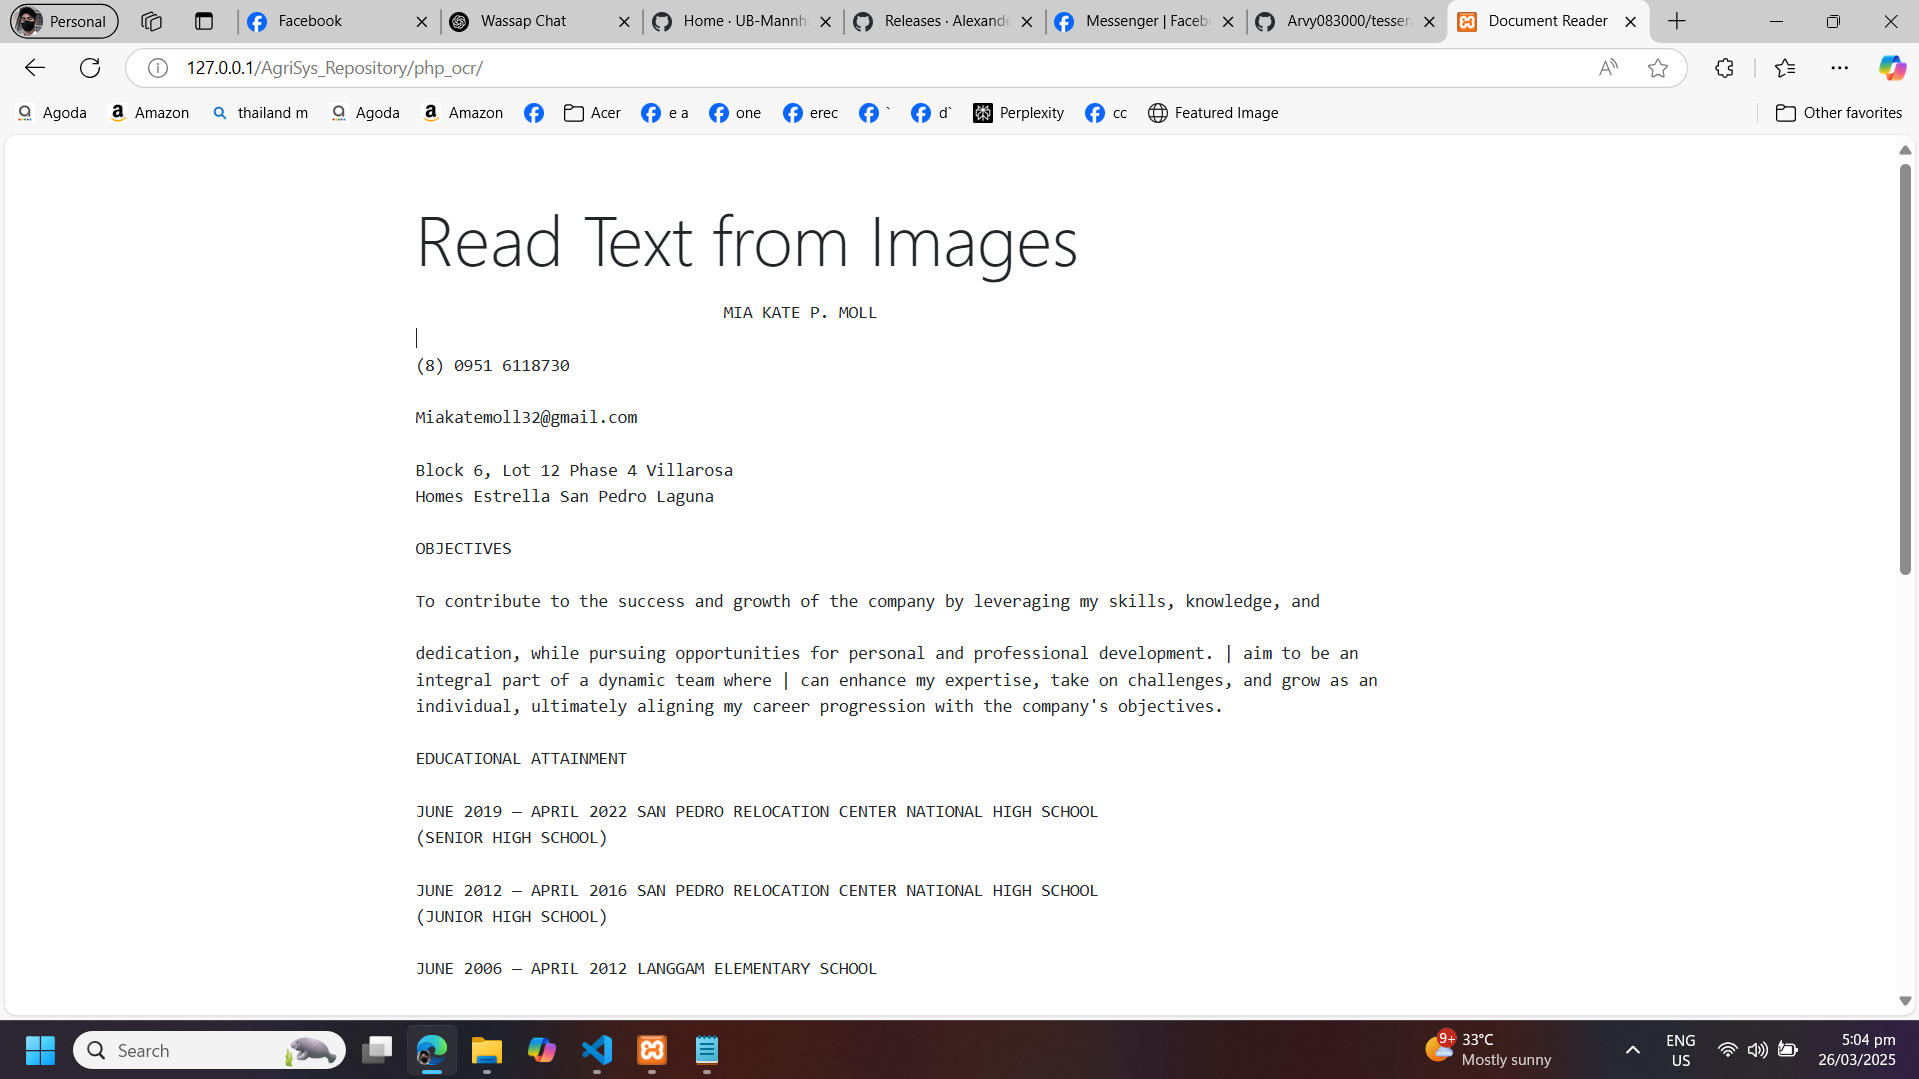 Personal
Facebook
Wassap Chat
Home · UB-Mannh
Releases · Alexande
Messenger | Facebo
Arvy083000/tessera
Document Reader
127.0.0.1/AgriSys_Repository/php_ocr/
Agoda
Amazon
thailand m
Agoda
Amazon
Acer
e a
one
erec
`
d`
Perplexity
cc
Featured Image
Other favorites
Read Text from Images
MIA KATE P. MOLL
(8) 0951 6118730
Miakatemoll32@gmail.com
Block 6, Lot 12 Phase 4 Villarosa
Homes Estrella San Pedro Laguna
OBJECTIVES
To contribute to the success and growth of the company by leveraging my skills, knowledge, and
dedication, while pursuing opportunities for personal and professional development. | aim to be an
integral part of a dynamic team where | can enhance my expertise, take on challenges, and grow as an
individual, ultimately aligning my career progression with the company's objectives.
EDUCATIONAL ATTAINMENT
JUNE 2019 – APRIL 2022 SAN PEDRO RELOCATION CENTER NATIONAL HIGH SCHOOL
(SENIOR HIGH SCHOOL)
JUNE 2012 – APRIL 2016 SAN PEDRO RELOCATION CENTER NATIONAL HIGH SCHOOL
(JUNIOR HIGH SCHOOL)
JUNE 2006 – APRIL 2012 LANGGAM ELEMENTARY SCHOOL
Search
9+
33°C
Mostly sunny
ENG
US
5:04 pm
26/03/2025